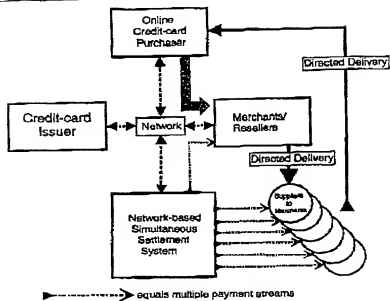 Online
Credit-card
Purchaser
Directed Delivery
Credit-card
Issuer
Network
Merchants/
Resellers
Directed Delivery
Suppliers
to
Merchants
Network-based
Simultaneous
Settlement
System
equals multiple payment streams